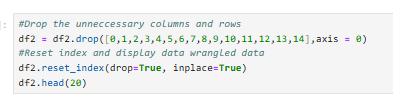 :
#Drop the unneccessary columns and rows
df2 = df2.drop([0,1,2,3,4,5,6,7,8,9,10,11,12,13,14],axis = 0)
#Reset index and display data wrangled data
df2.reset_index(drop=True, inplace=True)
df2.head(20)